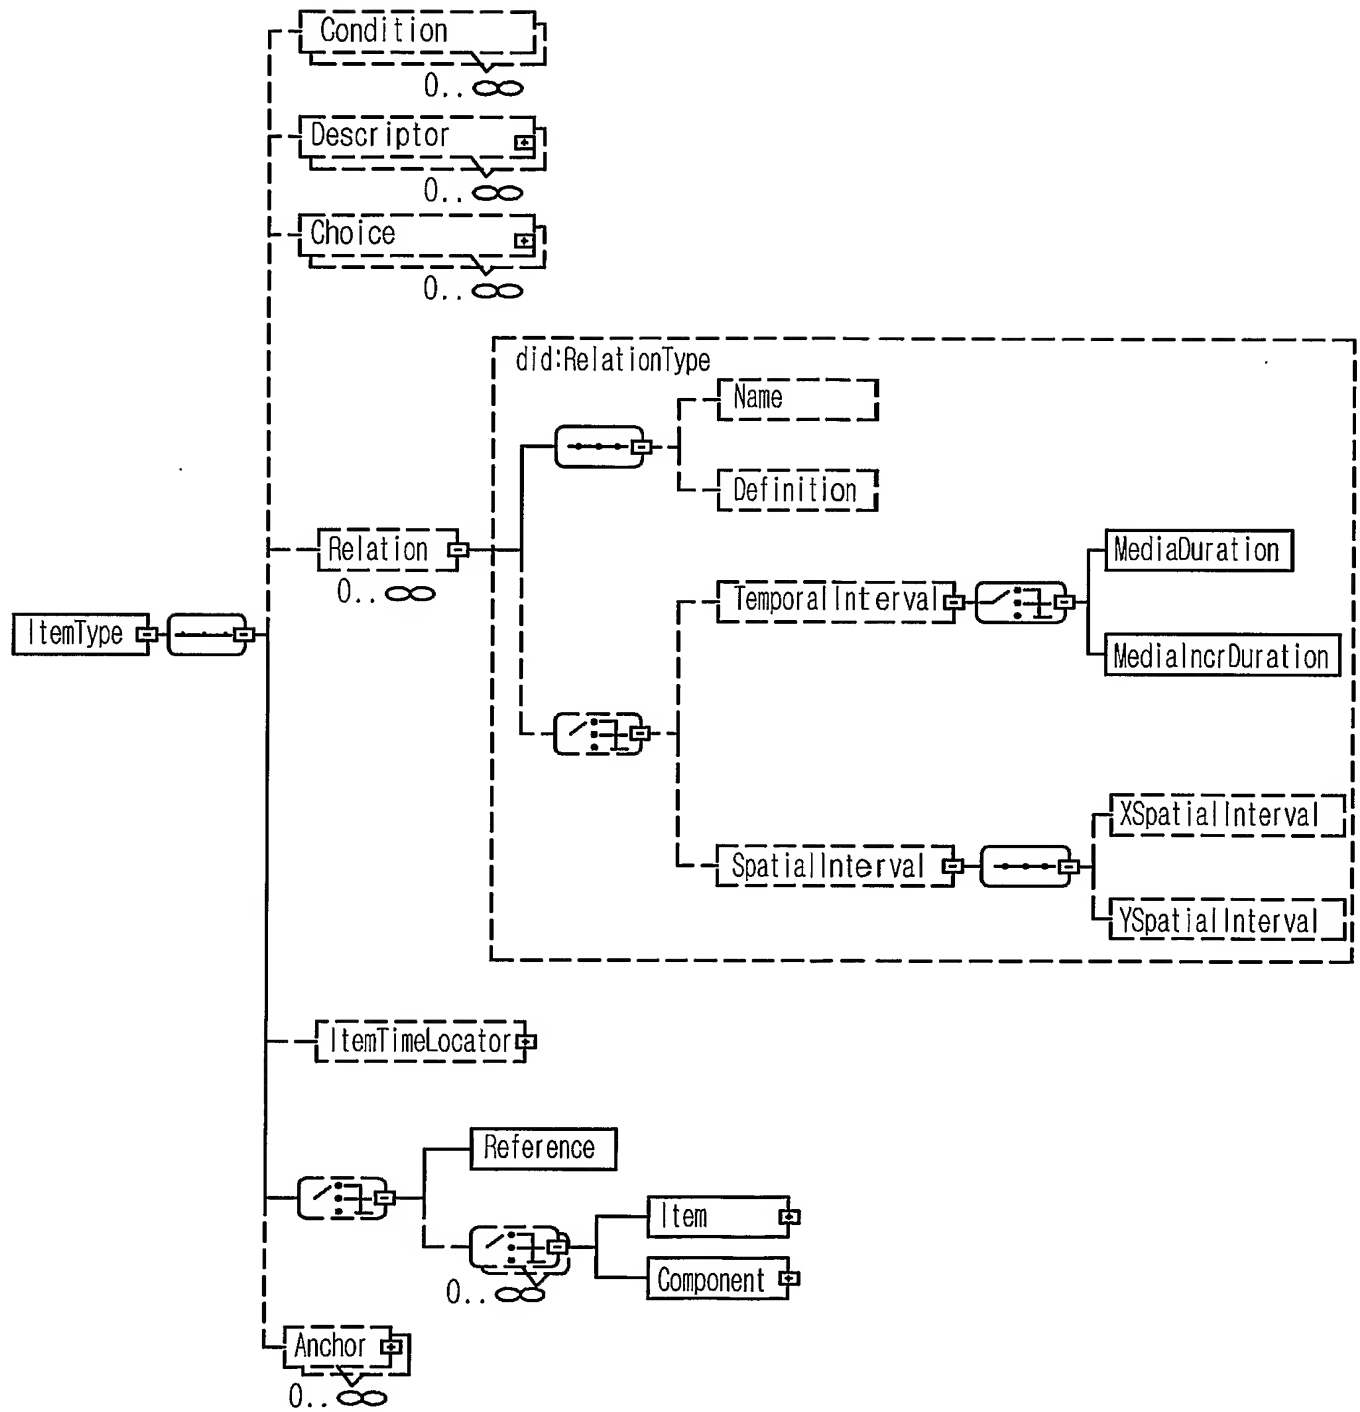 Condition
0..∞
Descriptor
0..∞
Choice
0..∞
did:RelationType
Name
Definition
Relation
0..∞
MediaDuration
TemporalInterval
MediaIncrDuration
ItemType
XSpatialInterval
SpatialInterval
YSpatialInterval
ItemTimeLocator
Reference
Item
0..∞
Component
Anchor
0..∞